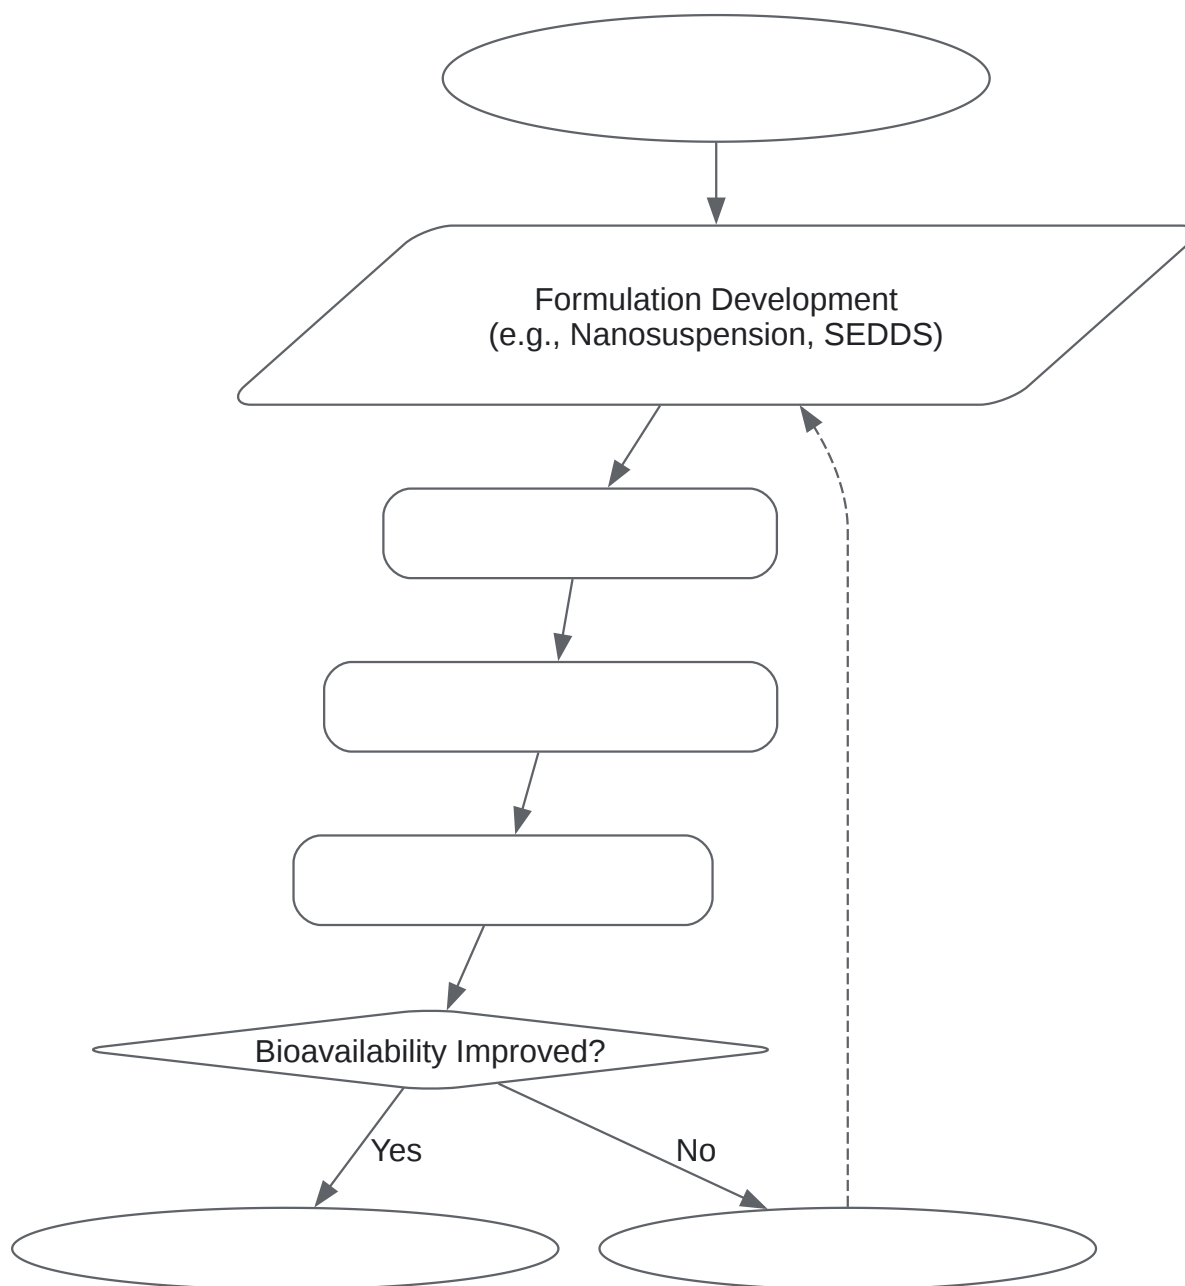 Formulation Development
(e.g., Nanosuspension, SEDDS)
Bioavailability Improved?
Yes
No